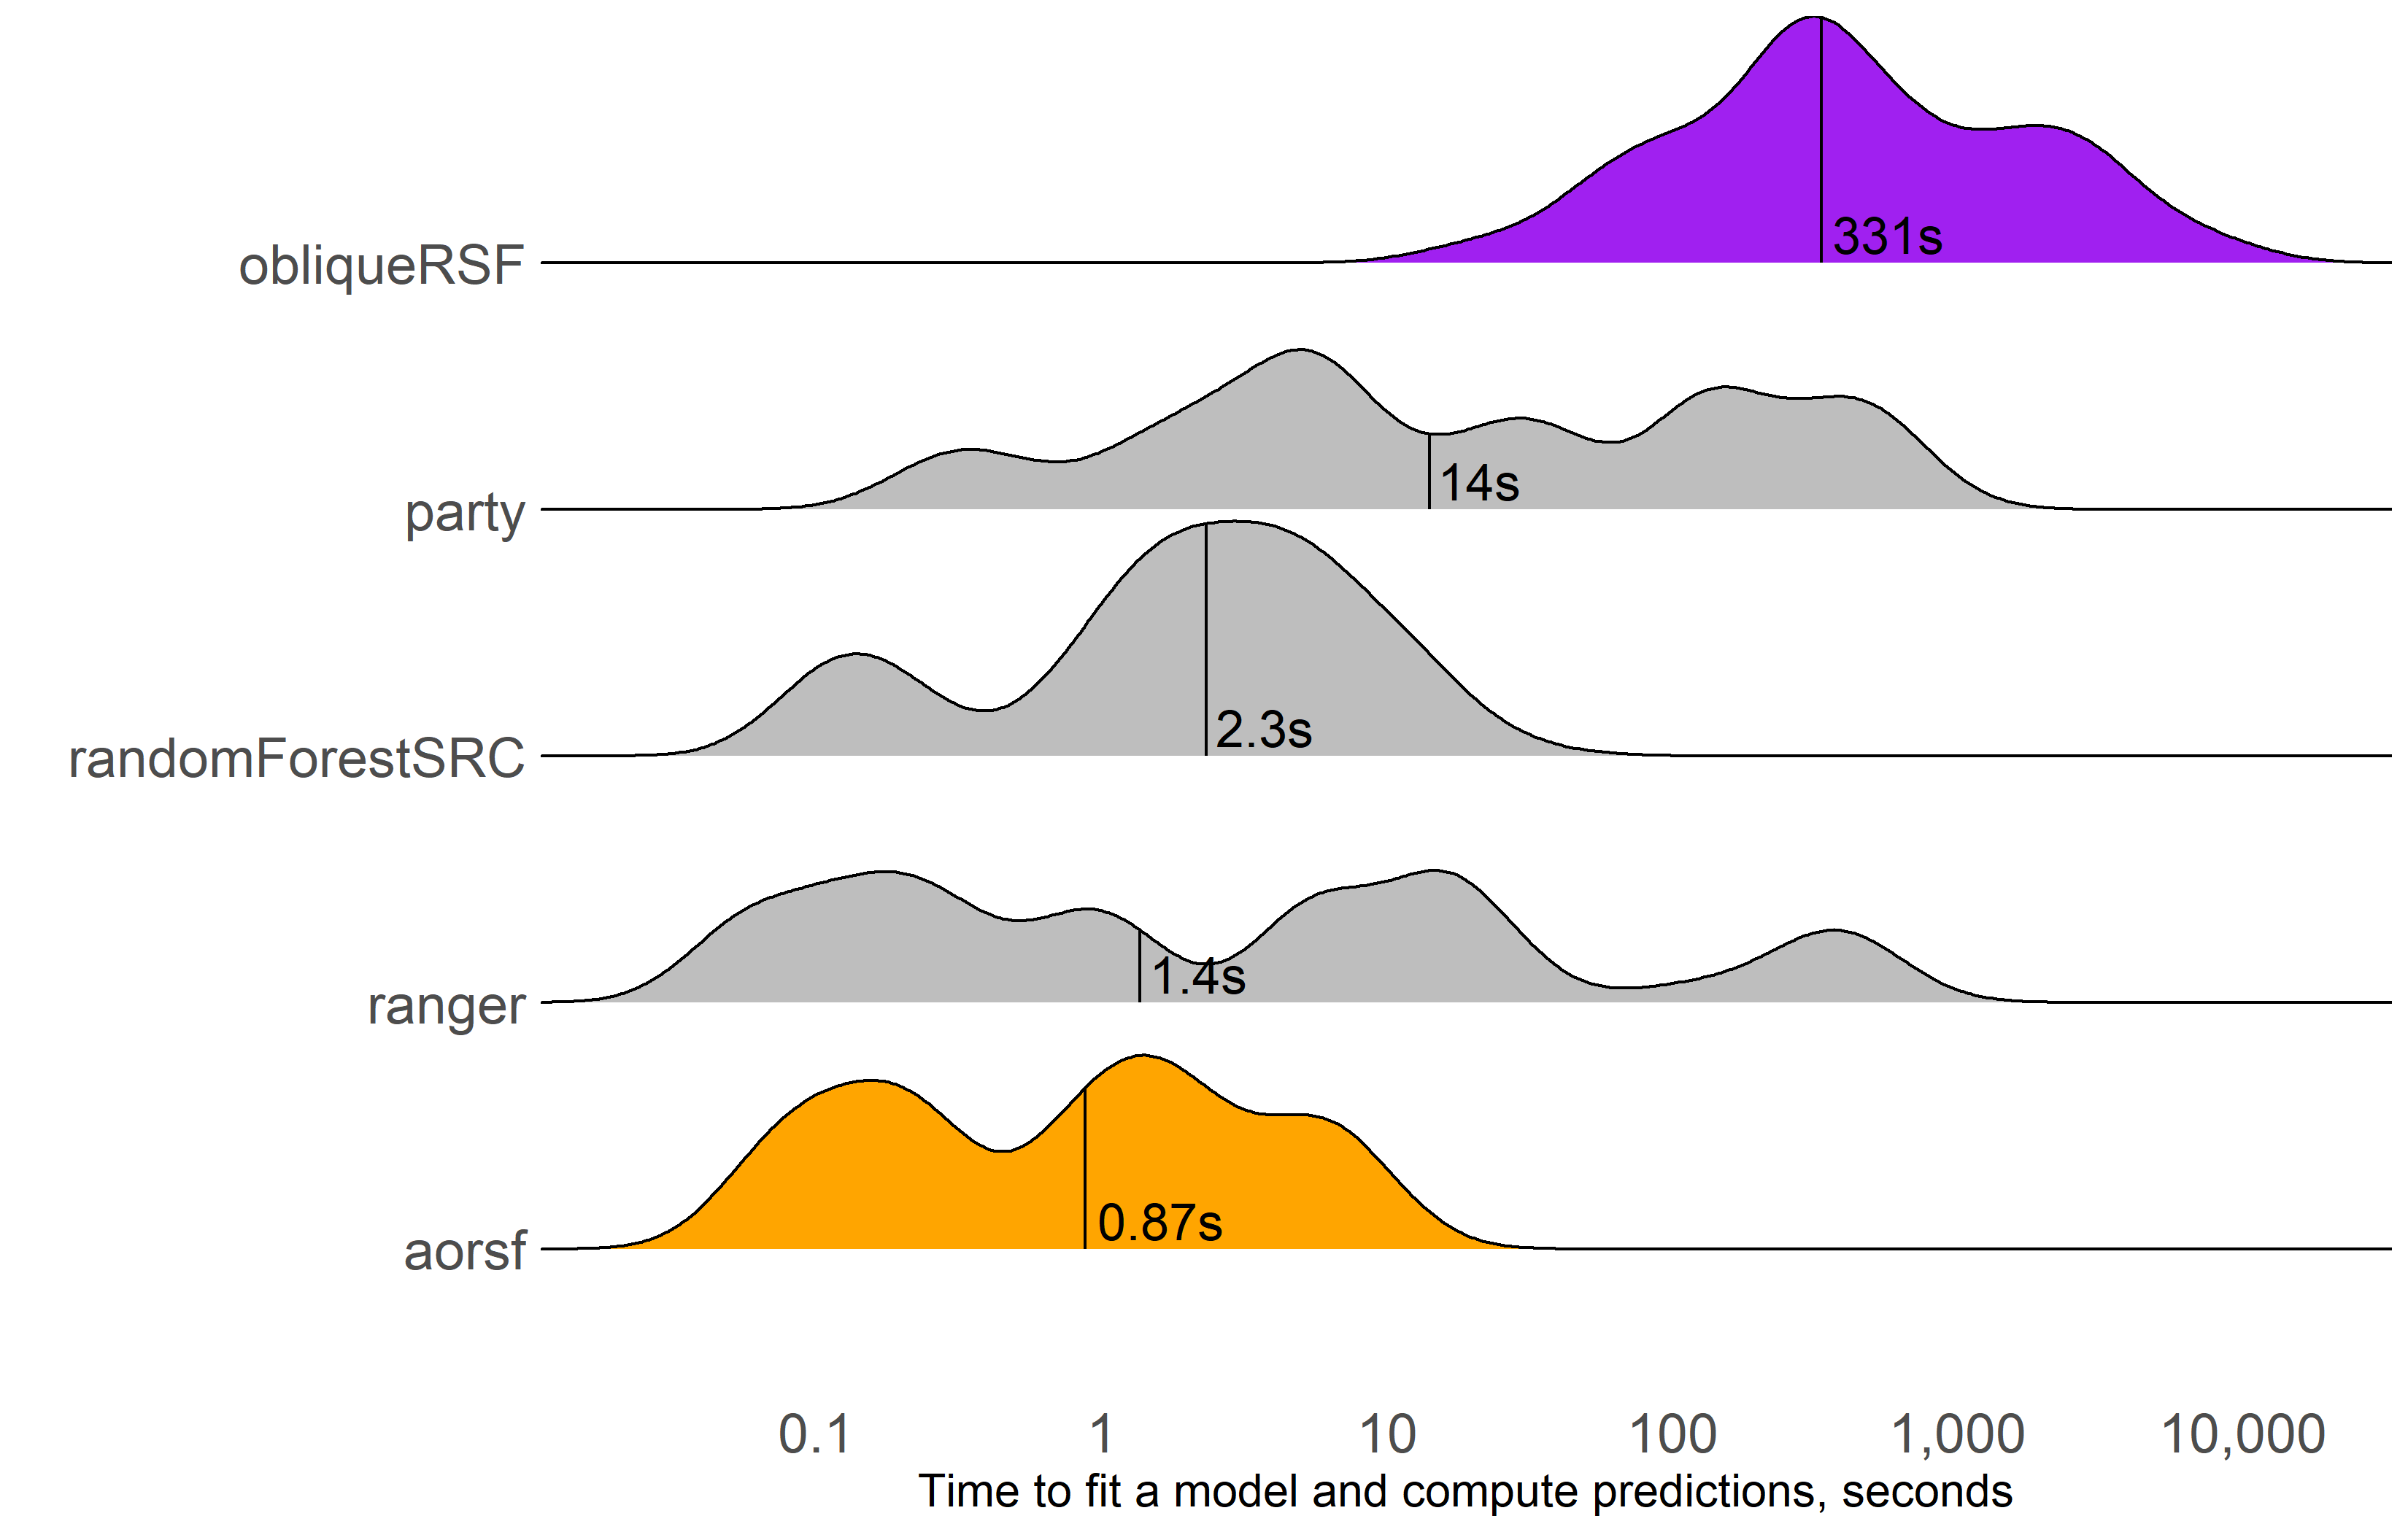 331s
obliqueRSF
14s
party
2.3s
randomForestSRC
1.4s
ranger
0.87s
aorsf
0.1 1 10 100 1,000 10,000
Time to fit a model and compute predictions, seconds